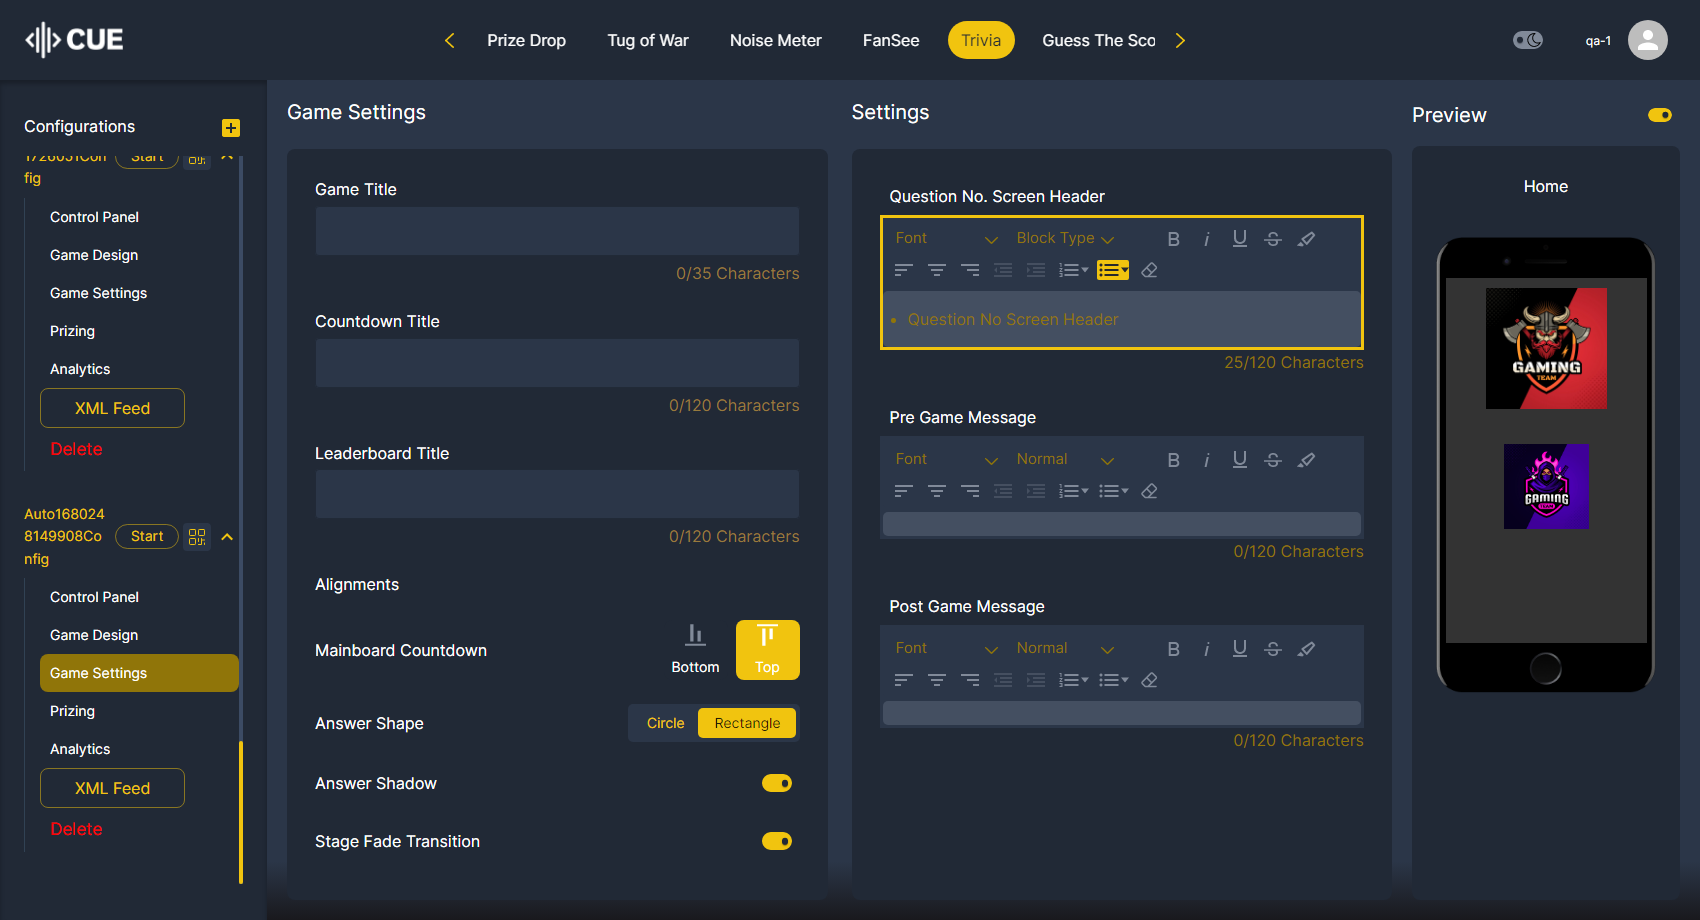 CUE
Prize Drop
Tug of War
Noise Meter
FanSee
Trivia
Guess The Sco
qa-1
Configurations
1726051Con
fig
Start
Control Panel
Game Design
Game Settings
Prizing
Analytics
XML Feed
Delete
Auto168024
8149908Co
nfig
Start
Control Panel
Game Design
Game Settings
Prizing
Analytics
XML Feed
Delete
Game Settings
Game Title
0/35 Characters
Countdown Title
0/120 Characters
Leaderboard Title
0/120 Characters
Alignments
Mainboard Countdown
Bottom
Top
Answer Shape
Circle
Rectangle
Answer Shadow
Stage Fade Transition
Settings
Question No. Screen Header
Font
Block Type
B i U S
• Question No Screen Header
25/120 Characters
Pre Game Message
Font
Normal
B i U S
0/120 Characters
Post Game Message
Font
Normal
B i U S
0/120 Characters
Preview
Home
GAMING
TEAM
GAMING
TEAM